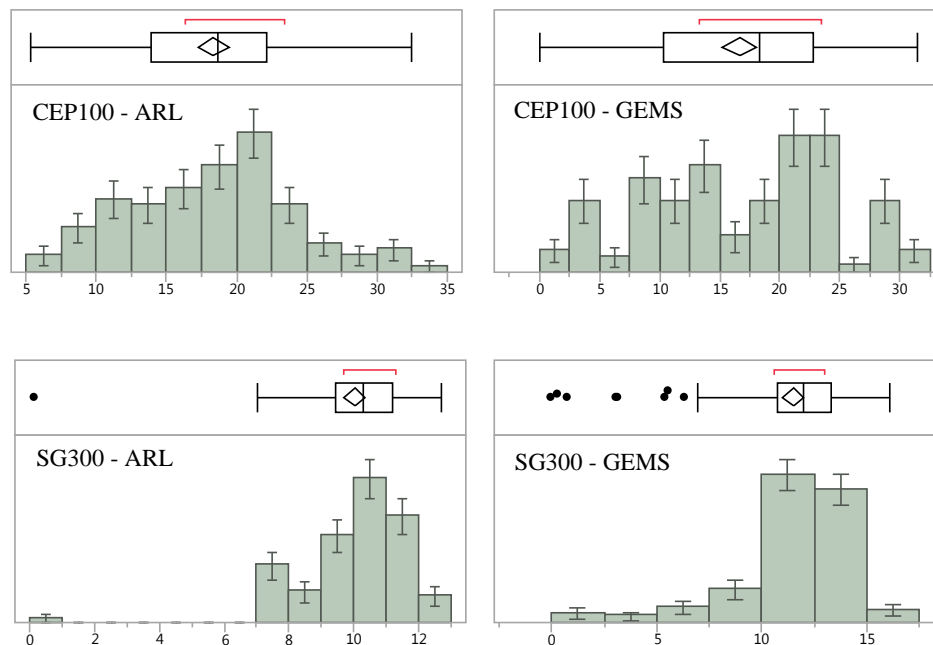 CEP100 - ARL
5 10 15 20 25 30 35
CEP100 - GEMS
0 5 10 15 20 25 30
SG300 - ARL
0 2 4 6 8 10 12
SG300 - GEMS
0 5 10 15